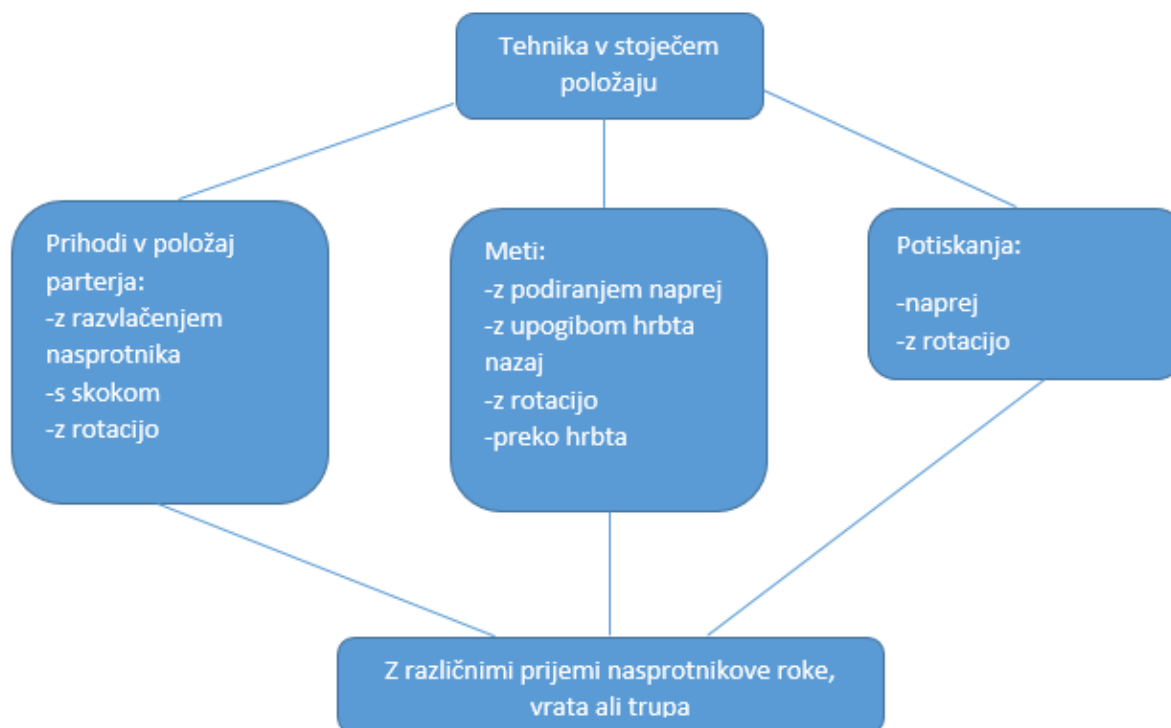 Tehnika v stoječem
položaju
Prihodi v položaj
parterja:
-z razvlačenjem
nasprotnika
-s skokom
-z rotacijo
Meti:
-z podiranjem naprej
-z upogibom hrbta
nazaj
-z rotacijo
-preko hrbta
Potiskanja:
-naprej
-z rotacijo
Z različnimi prijemi nasprotnikove roke,
vrata ali trupa